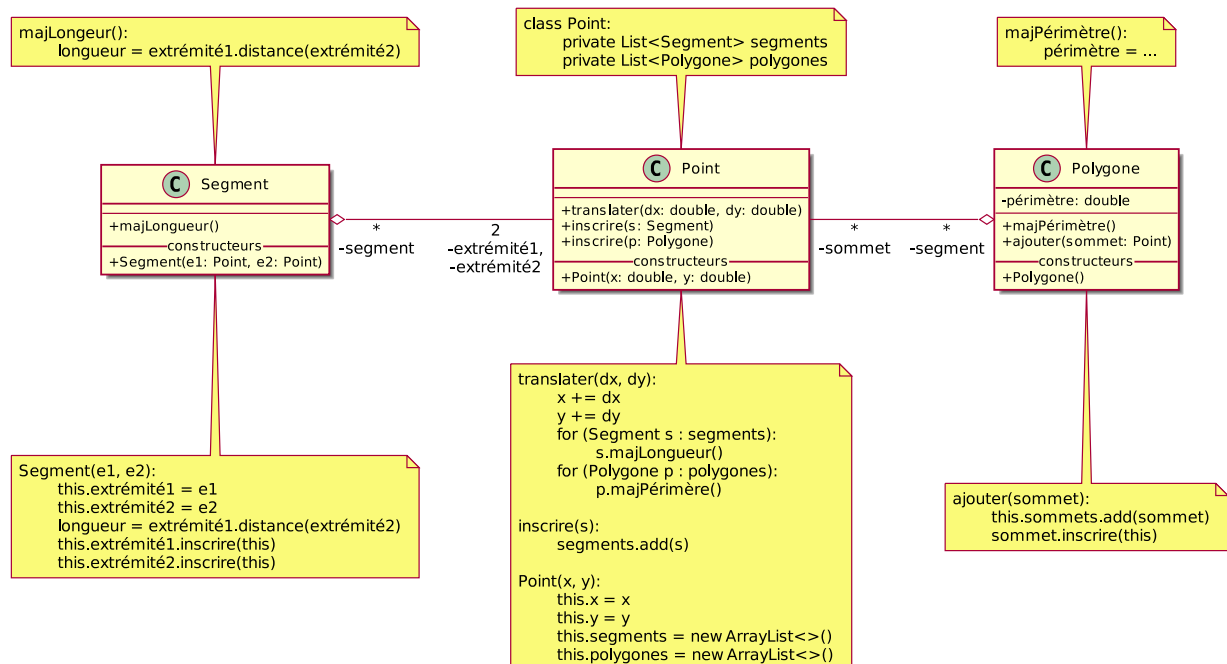 majLongeur():
longueur = extrémité1.distance(extrémité2)
class Point:
private List<Segment> segments
private List<Polygone> polygones
majPérimètre():
périmètre = ...
C Segment
+majLongueur()
constructeurs
+Segment(e1: Point, e2: Point)
*
-segment
2
-extrémité1,
-extrémité2
C Point
+translater(dx: double, dy: double)
+inscrire(s: Segment)
+inscrire(p: Polygone)
constructeurs
+Point(x: double, y: double)
*
-sommet
*
-segment
C Polygone
-périmètre: double
+majPérimètre()
+ajouter(sommet: Point)
constructeurs
+Polygone()
Segment(e1, e2):
this.extrémité1 = e1
this.extrémité2 = e2
longueur = extrémité1.distance(extrémité2)
this.extrémité1.inscrire(this)
this.extrémité2.inscrire(this)
translater(dx, dy):
x += dx
y += dy
for (Segment s : segments):
s.majLongueur()
for (Polygone p : polygones):
p.majPérimère()
inscrire(s):
segments.add(s)
Point(x, y):
this.x = x
this.y = y
this.segments = new ArrayList<>()
this.polygones = new ArrayList<>()
ajouter(sommet):
this.sommets.add(sommet)
sommet.inscrire(this)